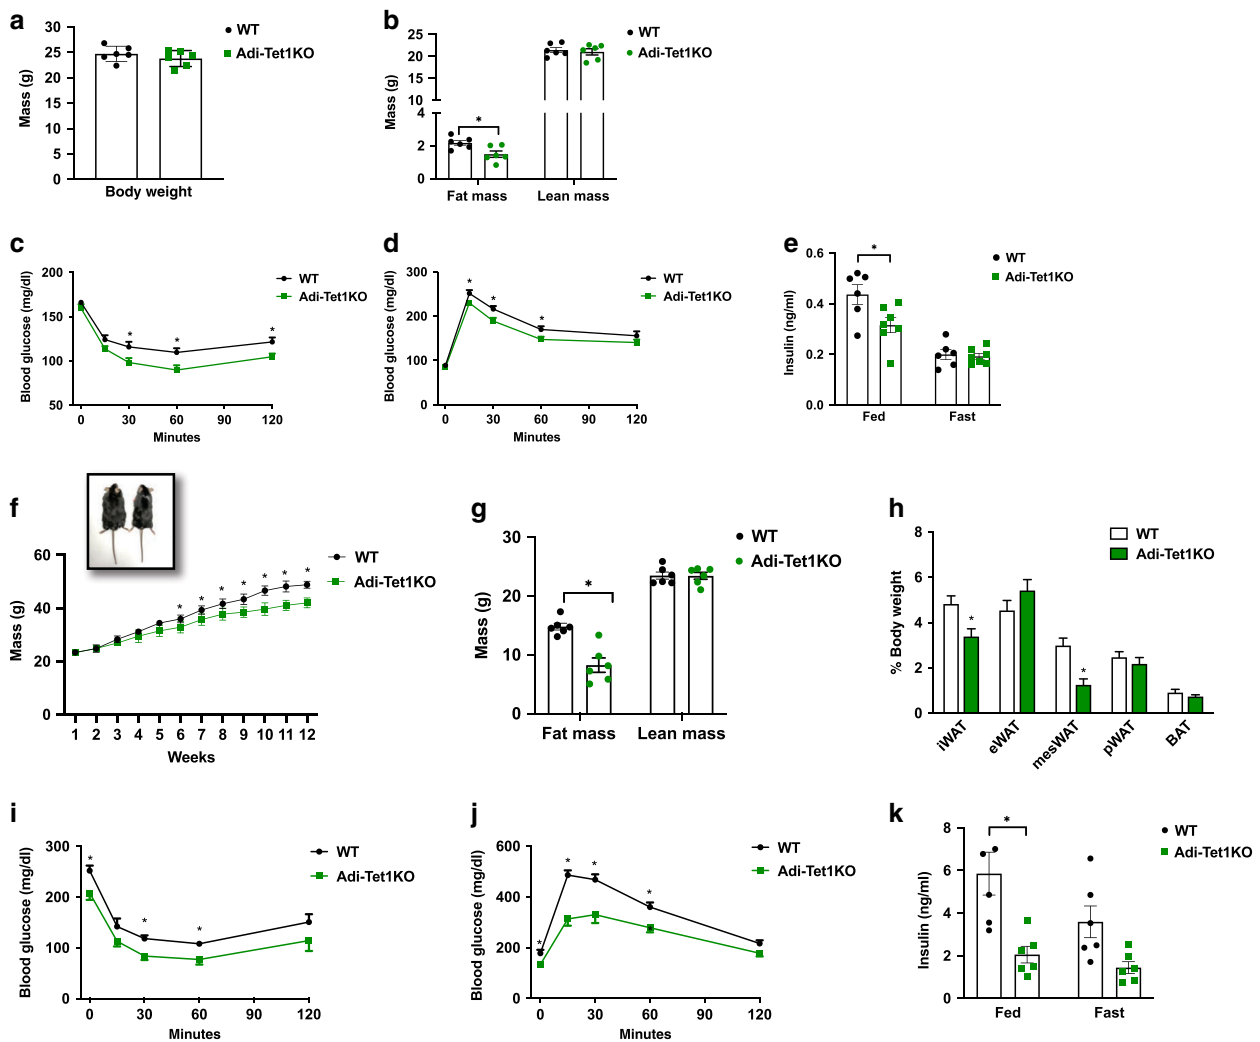 a
Mass (g)
30
25
20
15
10
5
0
Body weight
WT
Adi-Tet1KO
b
Mass (g)
25
20
15
10
4
2
0
*
Fat mass
Lean mass
WT
Adi-Tet1KO
c
Blood glucose (mg/dl)
200
150
100
50
* * *
0 30 60 90 120
Minutes
WT
Adi-Tet1KO
d
Blood glucose (mg/dl)
300
200
100
0
* * *
0 30 60 90 120
Minutes
WT
Adi-Tet1KO
e
Insulin (ng/ml)
0.6
0.4
0.2
0.0
*
Fed
Fast
WT
Adi-Tet1KO
f
Mass (g)
60
40
20
0
* * * * * * *
1 2 3 4 5 6 7 8 9 10 11 12
Weeks
WT
Adi-Tet1KO
g
Mass (g)
30
20
10
0
*
Fat mass
Lean mass
WT
Adi-Tet1KO
h
% Body weight
8
6
4
2
0
* *
iWAT
eWAT
mesWAT
pWAT
BAT
WT
Adi-Tet1KO
i
Blood glucose (mg/dl)
300
200
100
0
* * *
0 30 60 90 120
Minutes
WT
Adi-Tet1KO
j
Blood glucose (mg/dl)
600
400
200
0
* * * *
0 30 60 90 120
Minutes
WT
Adi-Tet1KO
k
Insulin (ng/ml)
8
6
4
2
0
*
Fed
Fast
WT
Adi-Tet1KO